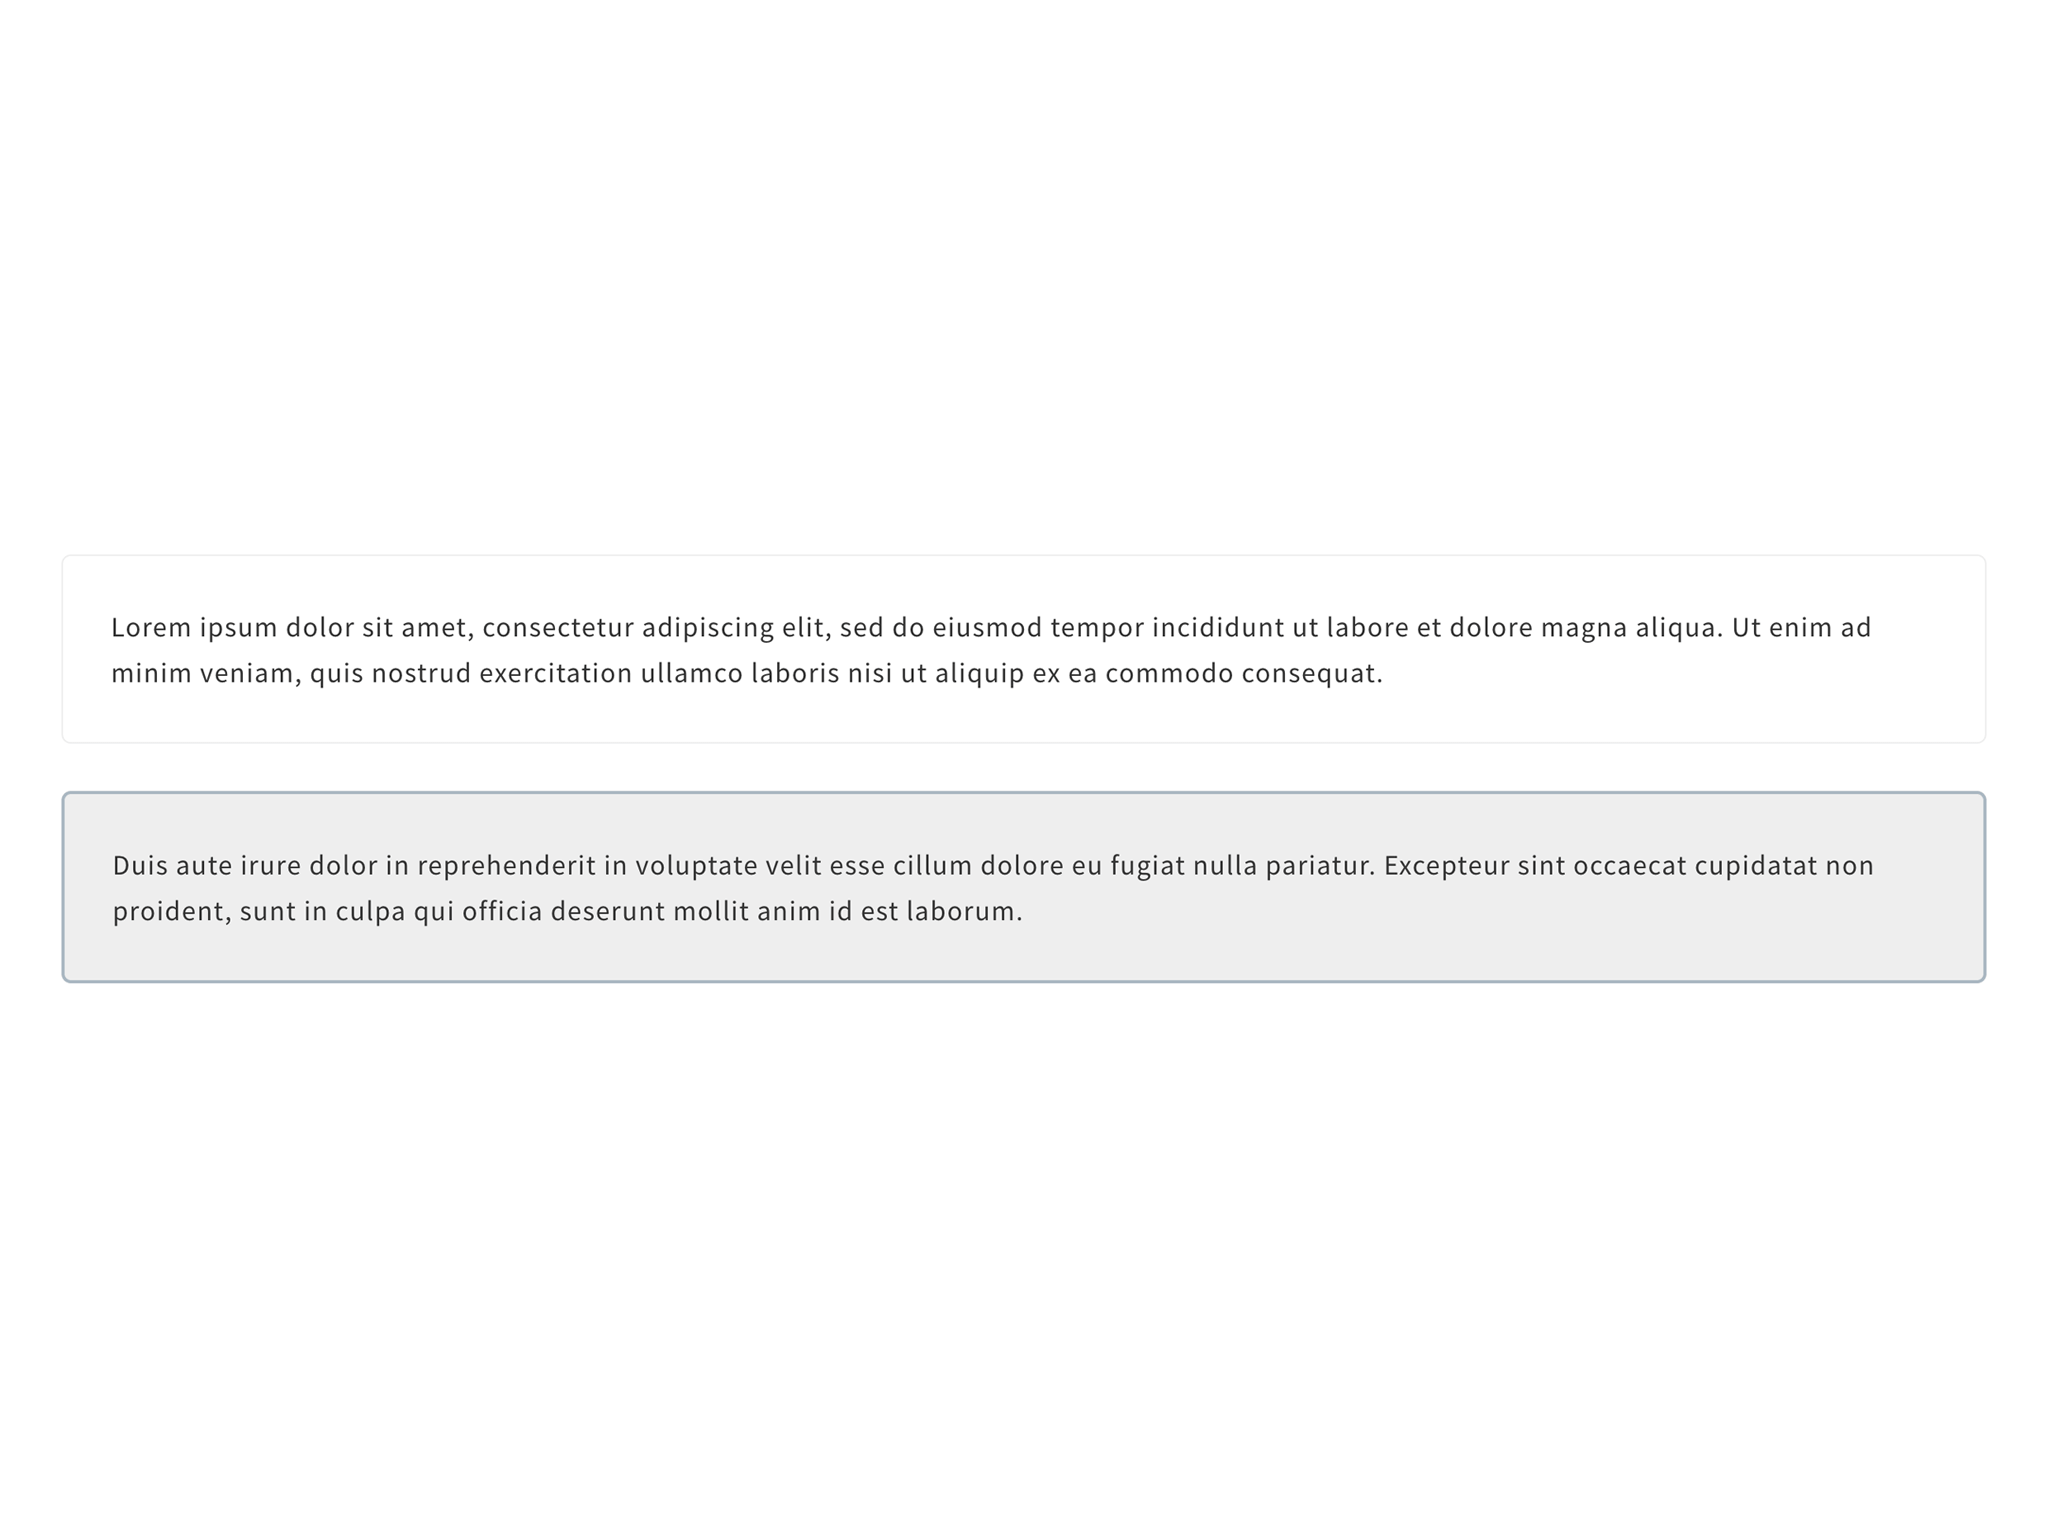 Lorem ipsum dolor sit amet, consectetur adipiscing elit, sed do eiusmod tempor incididunt ut labore et dolore magna aliqua. Ut enim ad
minim veniam, quis nostrud exercitation ullamco laboris nisi ut aliquip ex ea commodo consequat.
Duis aute irure dolor in reprehenderit in voluptate velit esse cillum dolore eu fugiat nulla pariatur. Excepteur sint occaecat cupidatat non
proident, sunt in culpa qui officia deserunt mollit anim id est laborum.